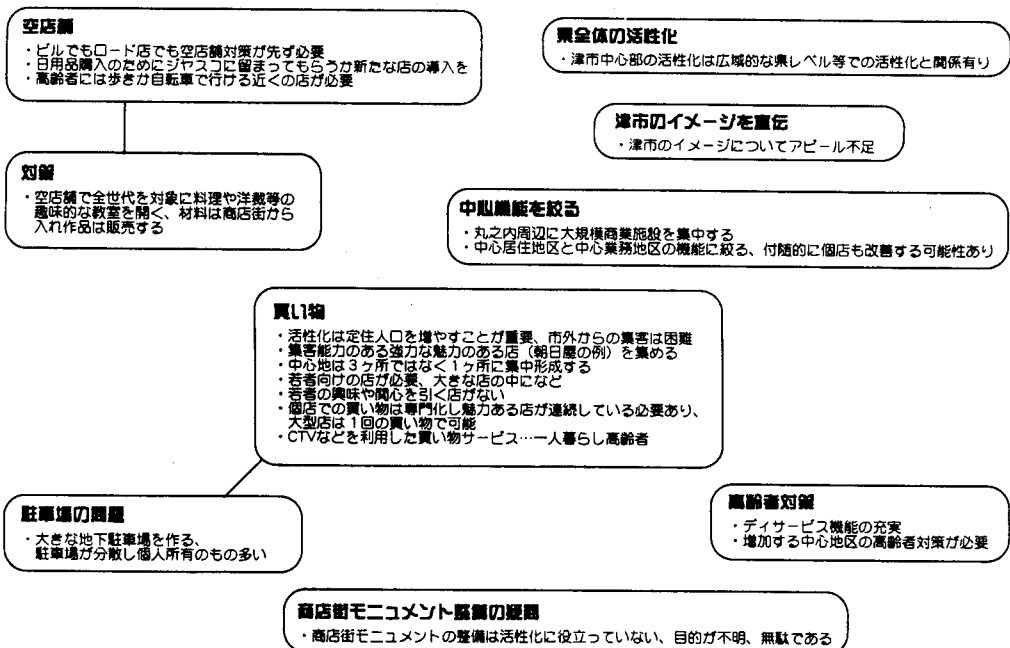 空店舗
・ビルでもロード店でも空店舗対策が先ず必要
・日用品購入のためにジヤスコに留まってもらうか新たな店の導入を
・高齢者には歩きか自転車で行ける近くの店が必要
県全体の活性化
・津市中心部の活性化は広域的な県レベル等での活性化と関係有り
津市のイメージを宣伝
・津市のイメージについてアピール不足
対策
・空店舗で全世代を対象に料理や洋裁等の
趣味的な教室を開く、材料は商店街から
入れ作品は販売する
中心機能を絞る
・丸之内周辺に大規模商業施設を集中する
・中心居住地区と中心業務地区の機能に絞る、付随的に個店も改善する可能性あり
買い物
・活性化は定住人口を増やすことが重要、市外からの集客は困難
・集客能力のある強力な魅力のある店（朝日屋の例）を集める
・中心地は３ヶ所ではなく１ヶ所に集中形成する
・若者向けの店が必要、大きな店の中になど
・若者の興味や関心を引く店がない
・個店での買い物は専門化し魅力ある店が連続している必要あり、
大型店は１回の買い物で可能
・CTVなどを利用した買い物サービス…一人暮らし高齢者
駐車場の問題
・大きな地下駐車場を作る、
駐車場が分散し個人所有のもの多い
高齢者対策
・ディサービス機能の充実
・増加する中心地区の高齢者対策が必要
商店街モニュメント整備の疑問
・商店街モニュメントの整備は活性化に役立っていない、目的が不明、無駄である